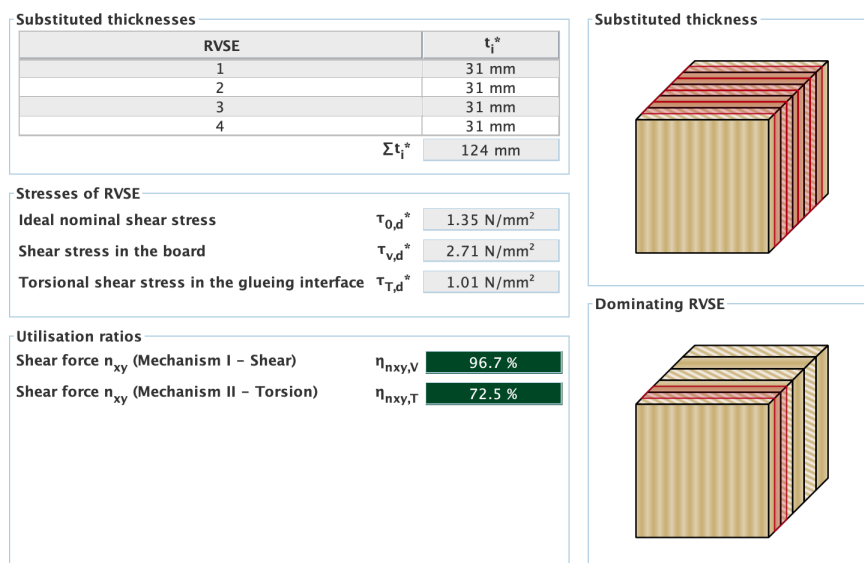 Substituted thicknesses
RVSE tᵢ*
1 31 mm
2 31 mm
3 31 mm
4 31 mm
Σtᵢ* 124 mm
Stresses of RVSE
Ideal nominal shear stress τ0,d* 1.35 N/mm²
Shear stress in the board τv,d* 2.71 N/mm²
Torsional shear stress in the glueing interface τT,d* 1.01 N/mm²
Utilisation ratios
Shear force nxy (Mechanism I – Shear) ηnxy,V 96.7 %
Shear force nxy (Mechanism II – Torsion) ηnxy,T 72.5 %
Substituted thickness
Dominating RVSE